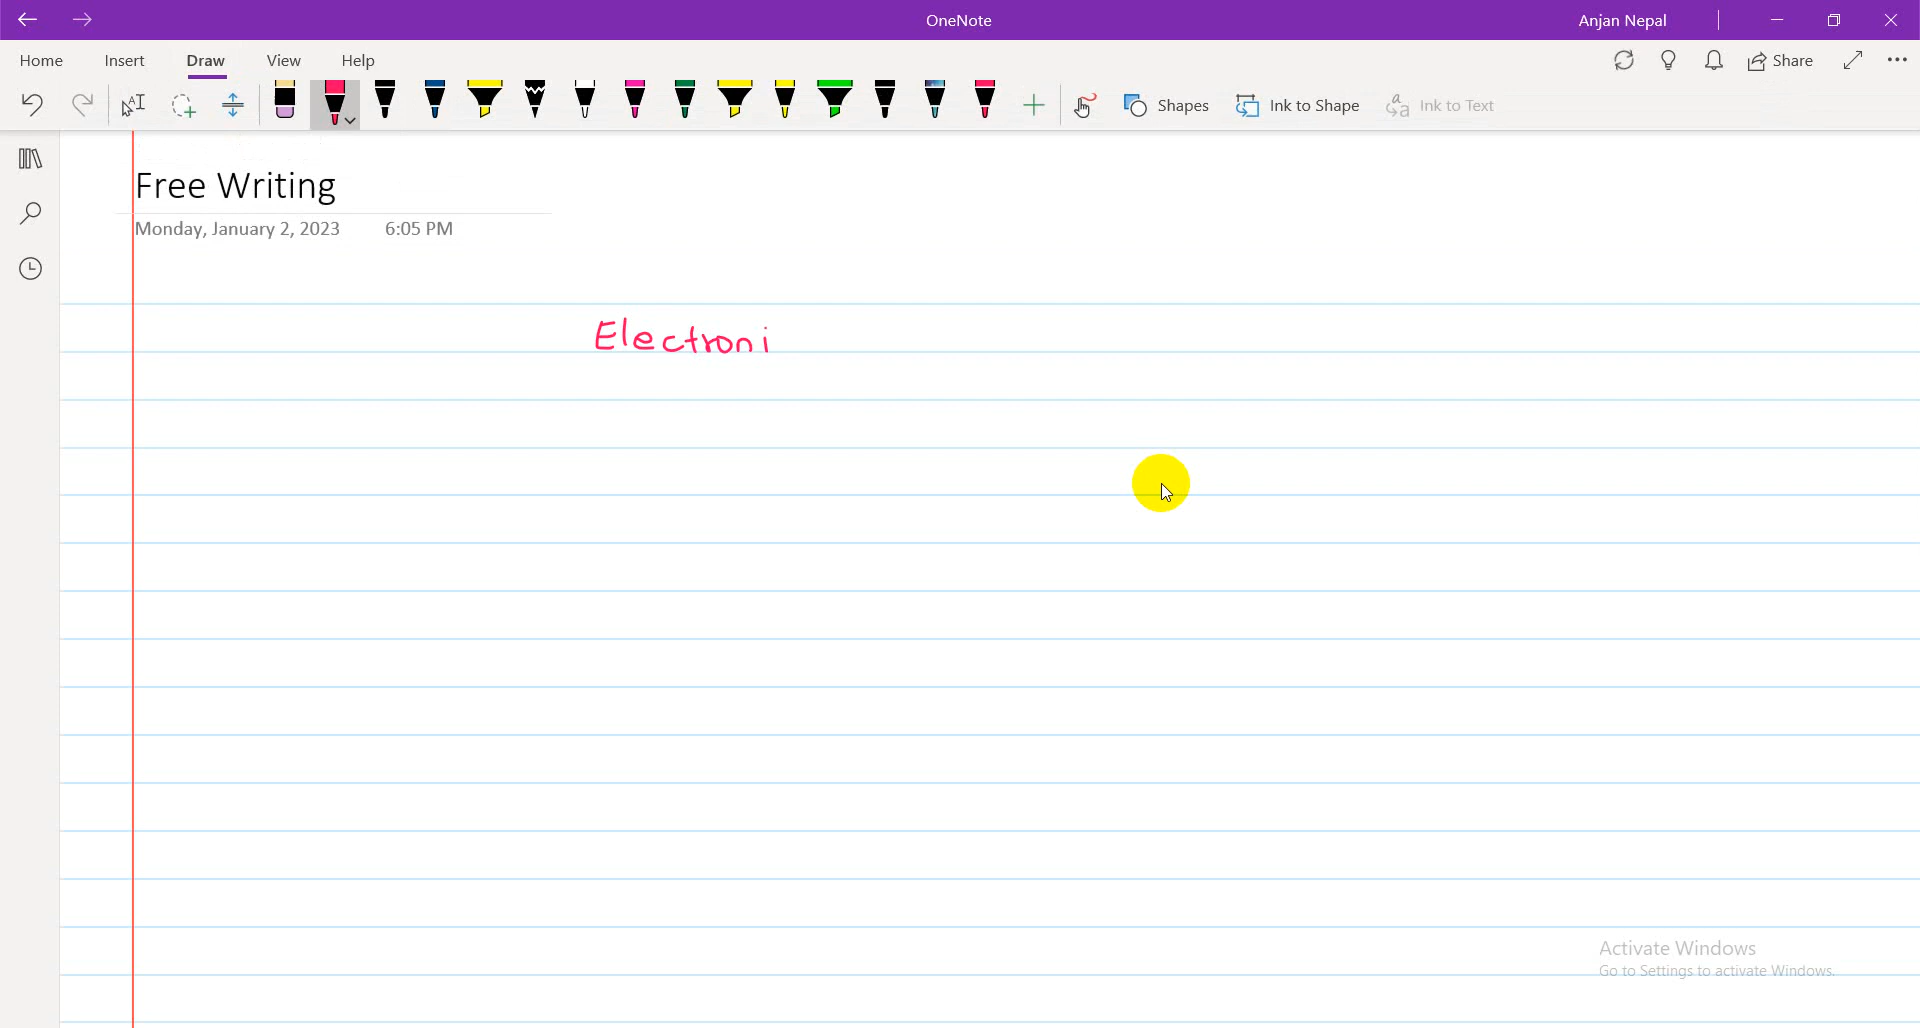 OneNote
Anjan Nepal
Home Insert Draw View Help
Share
Shapes
Ink to Shape
Ink to Text
Free Writing
Monday, January 2, 2023 6:05 PM
Electroni
Activate Windows
Go to Settings to activate Windows.